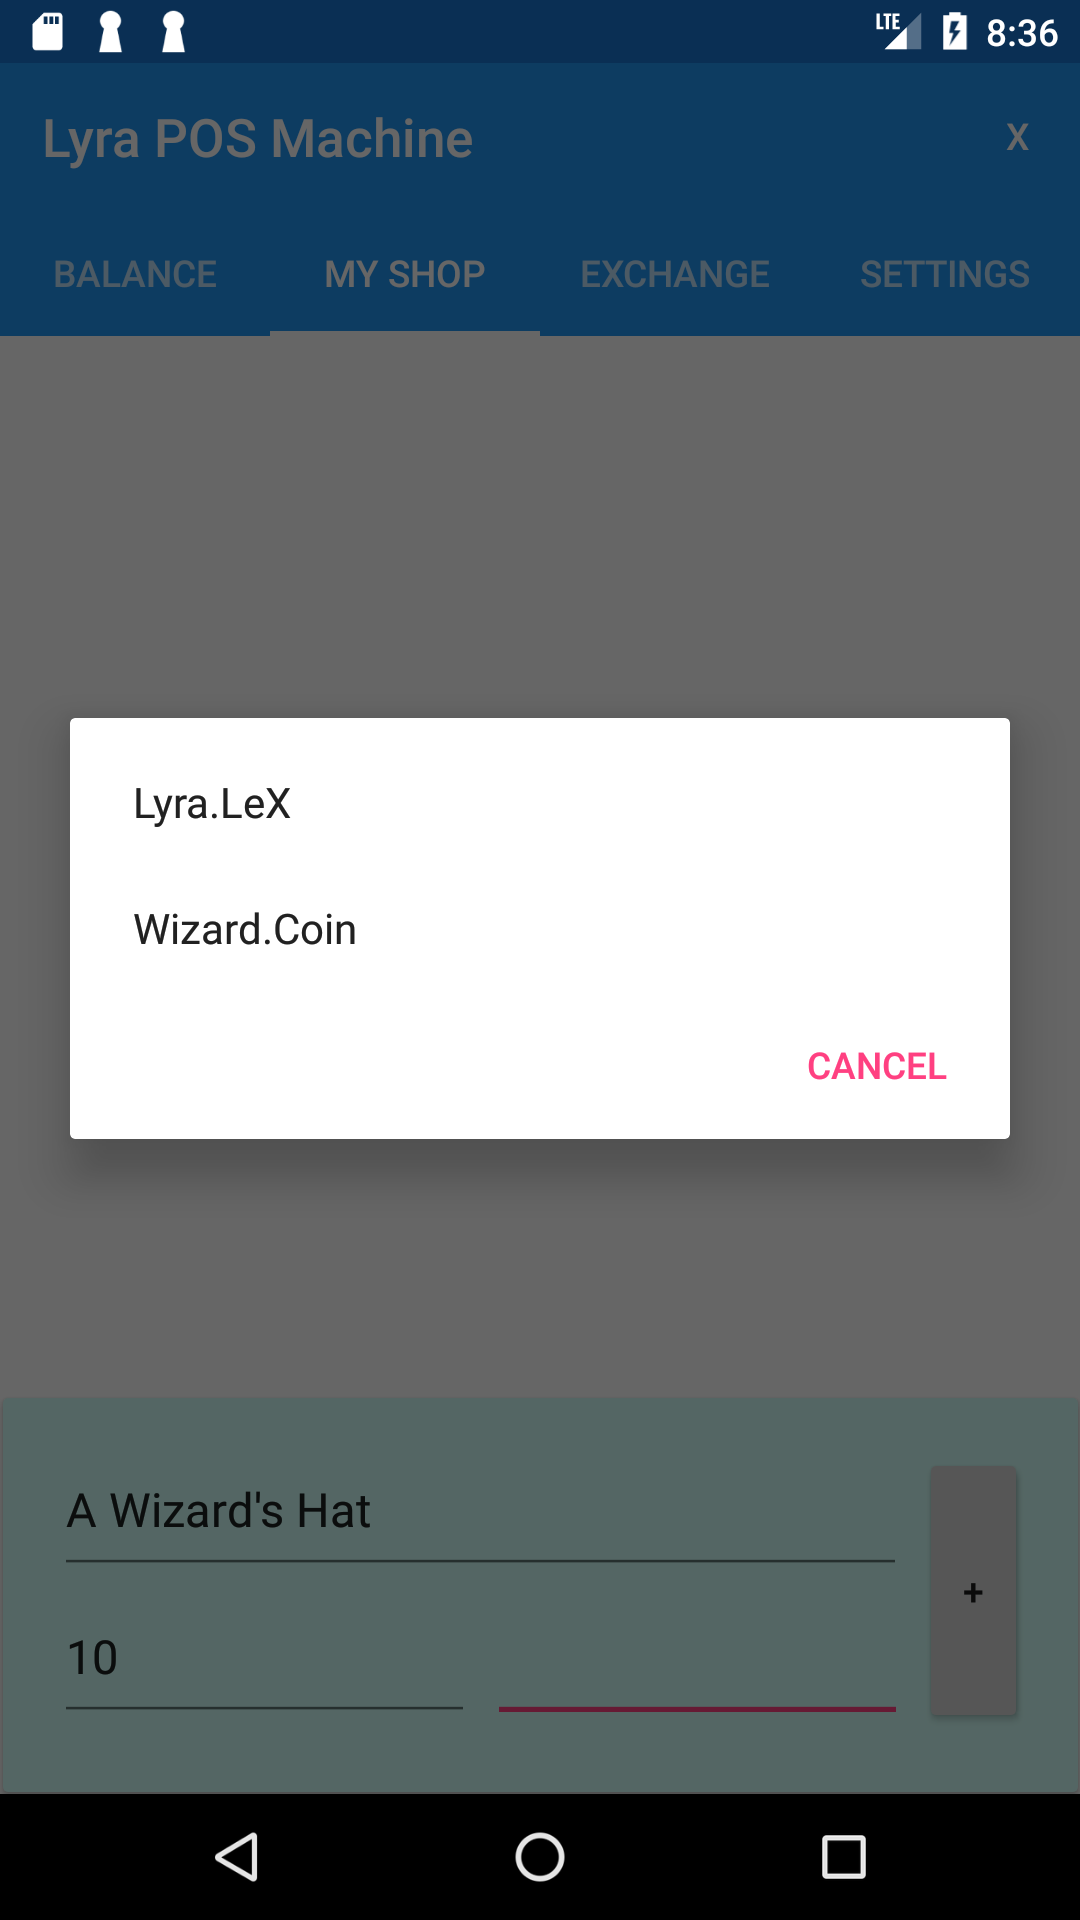 LTE 8:36
Lyra POS Machine X
BALANCE MY SHOP EXCHANGE SETTINGS
Lyra.LeX
Wizard.Coin
CANCEL
A Wizard's Hat
+
10